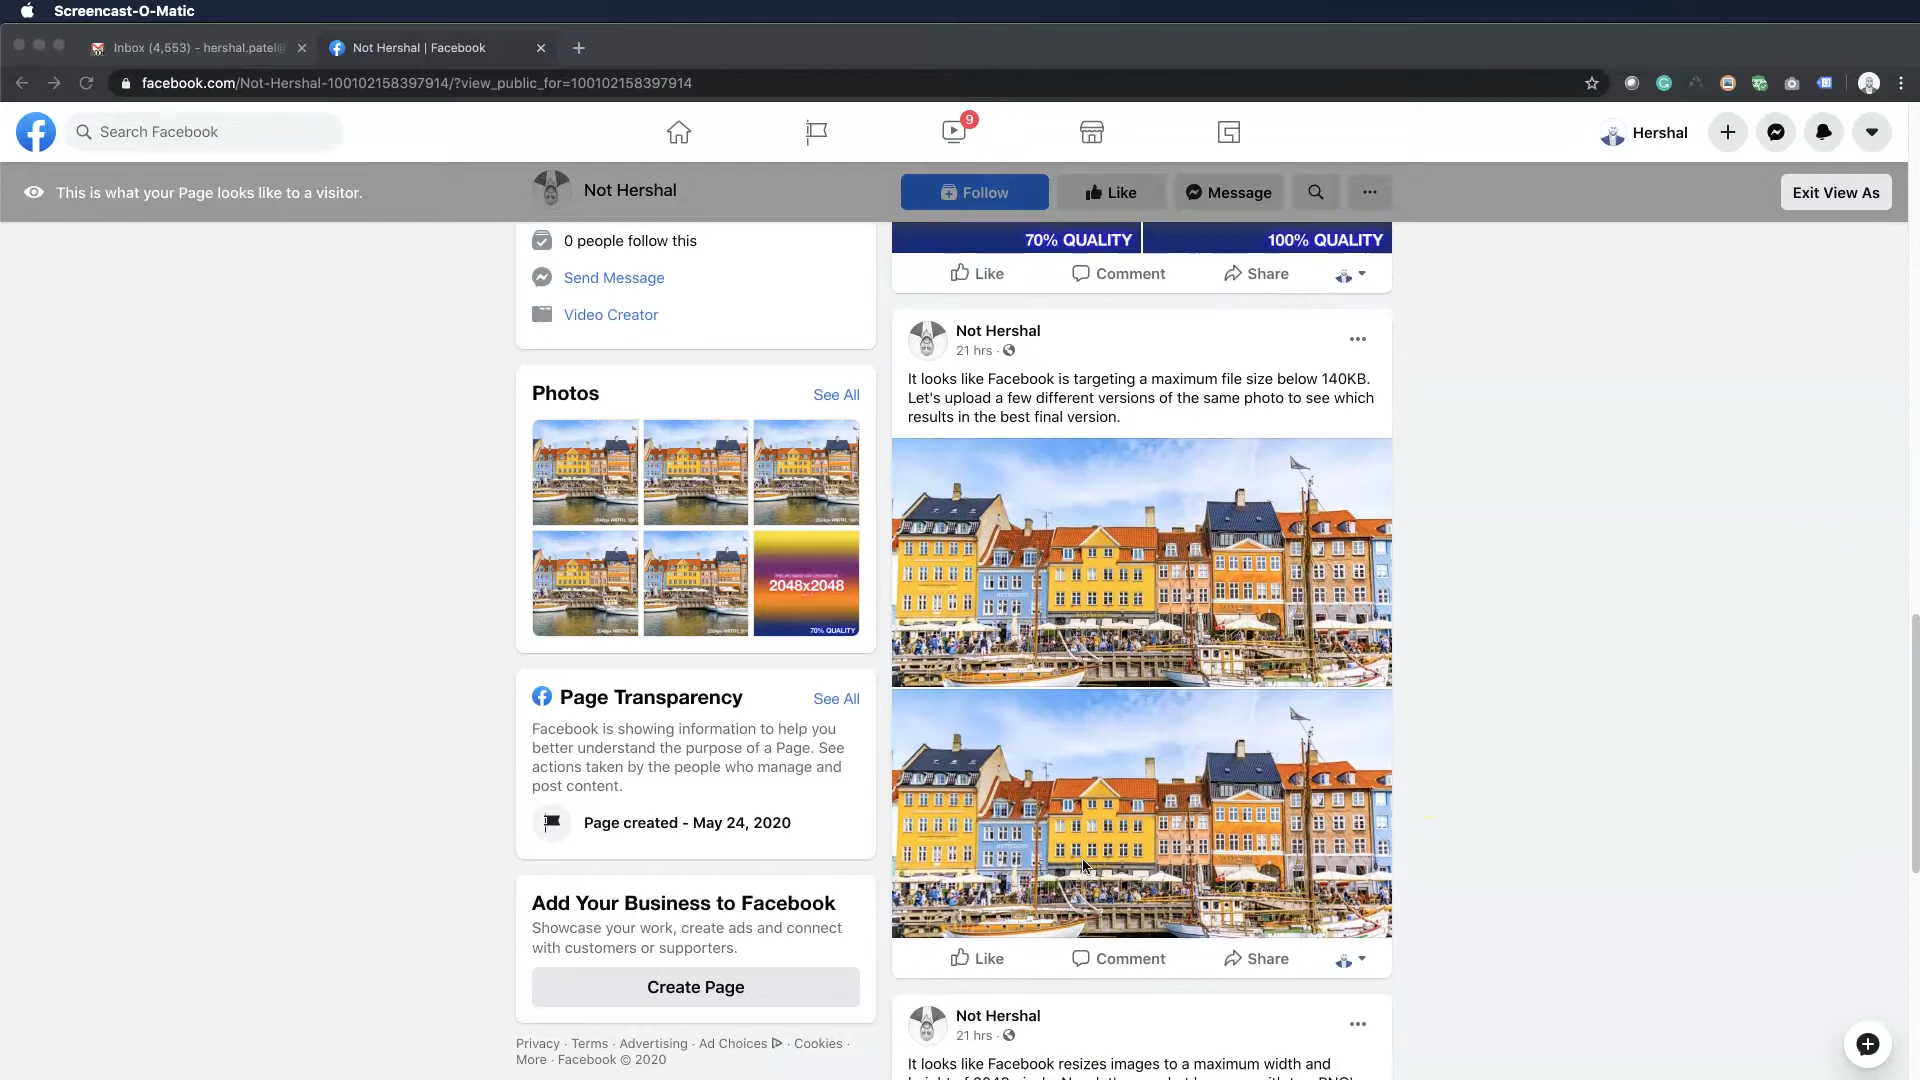 Screencast-O-Matic
Inbox (4,553) - hershal.patel@
Not Hershal | Facebook
facebook.com/Not-Hershal-100102158397914/?view_public_for=100102158397914
Search Facebook
9
Hershal
This is what your Page looks like to a visitor.
Not Hershal
Follow
Like
Message
Exit View As
0 people follow this
Send Message
Video Creator
Photos
See All
2048x2048
70% QUALITY
Page Transparency
See All
Facebook is showing information to help you
better understand the purpose of a Page. See
actions taken by the people who manage and
post content.
Page created - May 24, 2020
Add Your Business to Facebook
Showcase your work, create ads and connect
with customers or supporters.
Create Page
Privacy · Terms · Advertising · Ad Choices · Cookies ·
More · Facebook © 2020
70% QUALITY
100% QUALITY
Like
Comment
Share
Not Hershal
21 hrs ·
It looks like Facebook is targeting a maximum file size below 140KB.
Let's upload a few different versions of the same photo to see which
results in the best final version.
Like
Comment
Share
Not Hershal
21 hrs ·
It looks like Facebook resizes images to a maximum width and